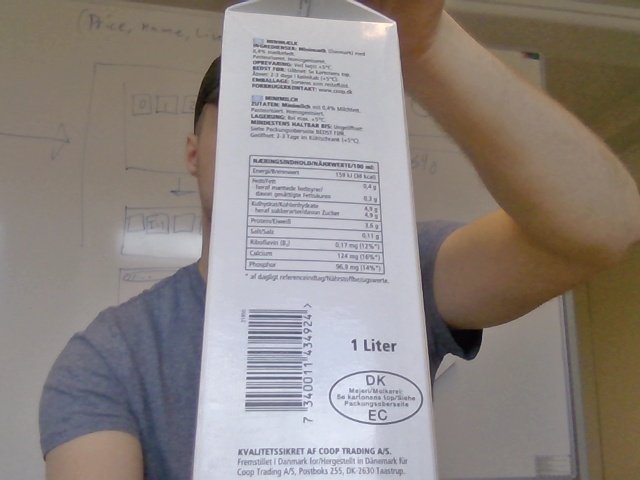 MINIMÆLK
INGREDIENSER: Minimælk (Danmark) med
0,4% mælkefedt.
Pasteuriseret. Homogeniseret.
OPBEVARING: Ved højst +5°C.
BEDST FØR: Uåbnet: Se kartonens top.
Åbnet: 2-3 dage i køleskab (+5°C).
EMBALLAGE: Sorteres som restaffald.
FORBRUGERKONTAKT: www.coop.dk
MINIMILCH
ZUTATEN: Minimilch mit 0,4% Milchfett.
Pasteurisiert. Homogenisiert.
LAGERUNG: Bei max. +5°C.
MINDESTENS HALTBAR BIS: Ungeöffnet:
Siehe Packungsoberseite BEDST FØR.
Geöffnet: 2-3 Tage im Kühlschrank (+5°C).
NÆRINGSINDHOLD/NÄHRWERTE/100 ml:
Energi/Brennwert 159 kJ (38 kcal)
Fedt/Fett 0,4 g
heraf mættede fedtsyrer/
davon gesättigte Fettsäuren 0,3 g
Kulhydrat/Kohlenhydrate 4,9 g
heraf sukkerarter/davon Zucker 4,9 g
Protein/Eiweiß 3,6 g
Salt/Salz 0,11 g
Riboflavin (B₂) 0,17 mg (12%*)
Calcium 124 mg (16%*)
Phosphor 96,3 mg (14%*)
* af dagligt referenceindtag/Nährstoffbezugswerte.
7 340011 434924 >
1 Liter
DK
Mejeri/Molkerei:
Se kartonens top/Siehe
Packungsoberseite
EC
KVALITETSSIKRET AF COOP TRADING A/S.
Fremstillet i Danmark for/Hergestellt in Dänemark für
Coop Trading A/S, Postboks 255, DK-2630 Taastrup.